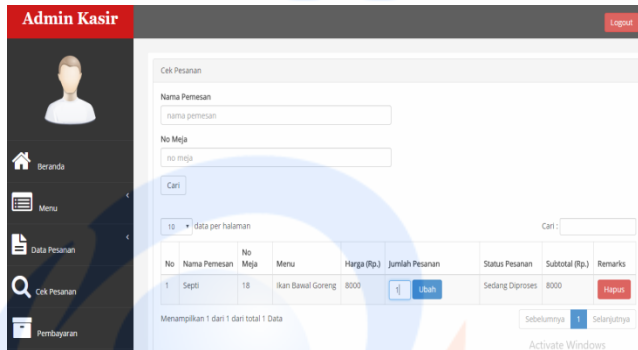 Admin Kasir
Logout
Cek Pesanan
Nama Pemesan
nama pemesan
No Meja
no meja
Cari
Beranda
Menu
Data Pesanan
Cek Pesanan
Pembayaran
10 data per halaman
Cari :
No Nama Pemesan No Meja Menu Harga (Rp.) Jumlah Pesanan Status Pesanan Subtotal (Rp.) Remarks
1 Septi 18 Ikan Bawal Goreng 8000 1 Ubah Sedang Diproses 8000 Hapus
Menampilkan 1 dari 1 dari total 1 Data
Sebelumnya 1 Selanjutnya
Activate Windows